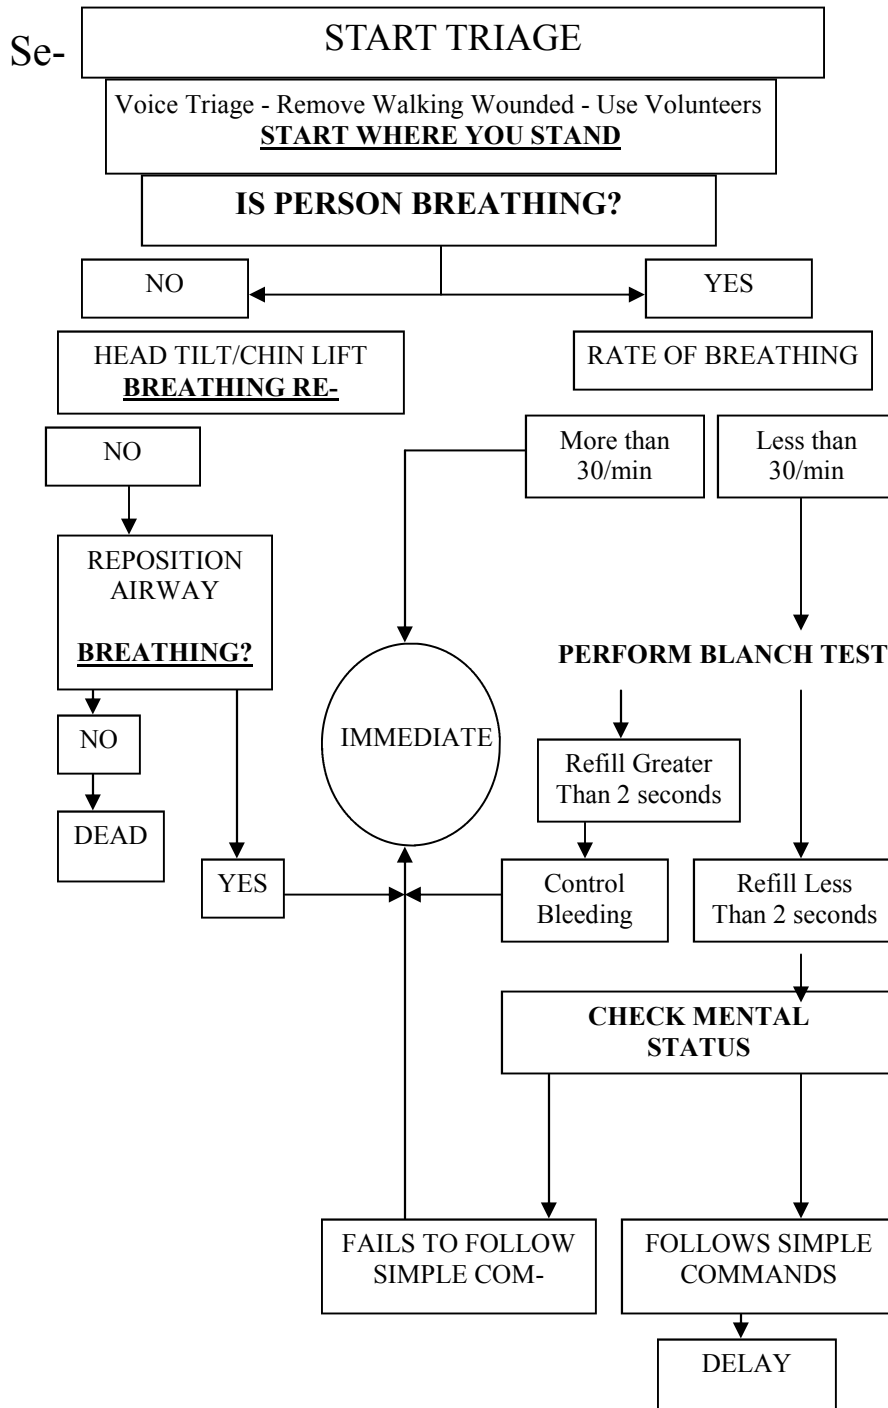 Se-
START TRIAGE
Voice Triage - Remove Walking Wounded - Use Volunteers
START WHERE YOU STAND
IS PERSON BREATHING?
NO
YES
HEAD TILT/CHIN LIFT
BREATHING RE-
RATE OF BREATHING
NO
More than
30/min
Less than
30/min
REPOSITION
AIRWAY
BREATHING?
PERFORM BLANCH TEST
IMMEDIATE
NO
Refill Greater
Than 2 seconds
DEAD
YES
Control
Bleeding
Refill Less
Than 2 seconds
CHECK MENTAL
STATUS
FAILS TO FOLLOW
SIMPLE COM-
FOLLOWS SIMPLE
COMMANDS
DELAY